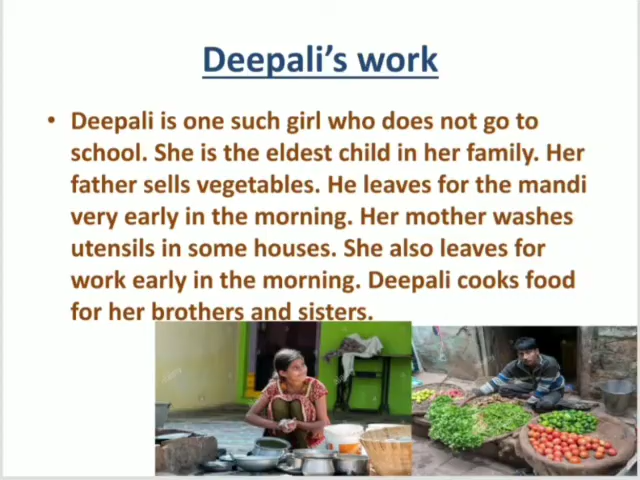 Deepali's work
• Deepali is one such girl who does not go to
school. She is the eldest child in her family. Her
father sells vegetables. He leaves for the mandi
very early in the morning. Her mother washes
utensils in some houses. She also leaves for
work early in the morning. Deepali cooks food
for her brothers and sisters.